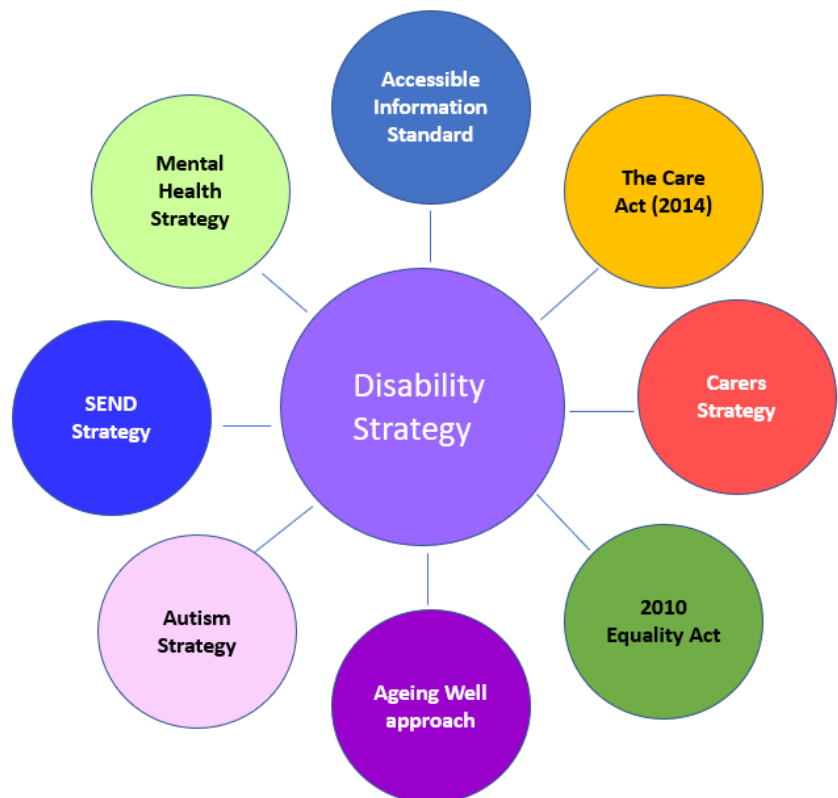 Accessible
Information
Standard
The Care
Act (2014)
Carers
Strategy
2010
Equality Act
Ageing Well
approach
Autism
Strategy
SEND
Strategy
Mental
Health
Strategy
Disability
Strategy